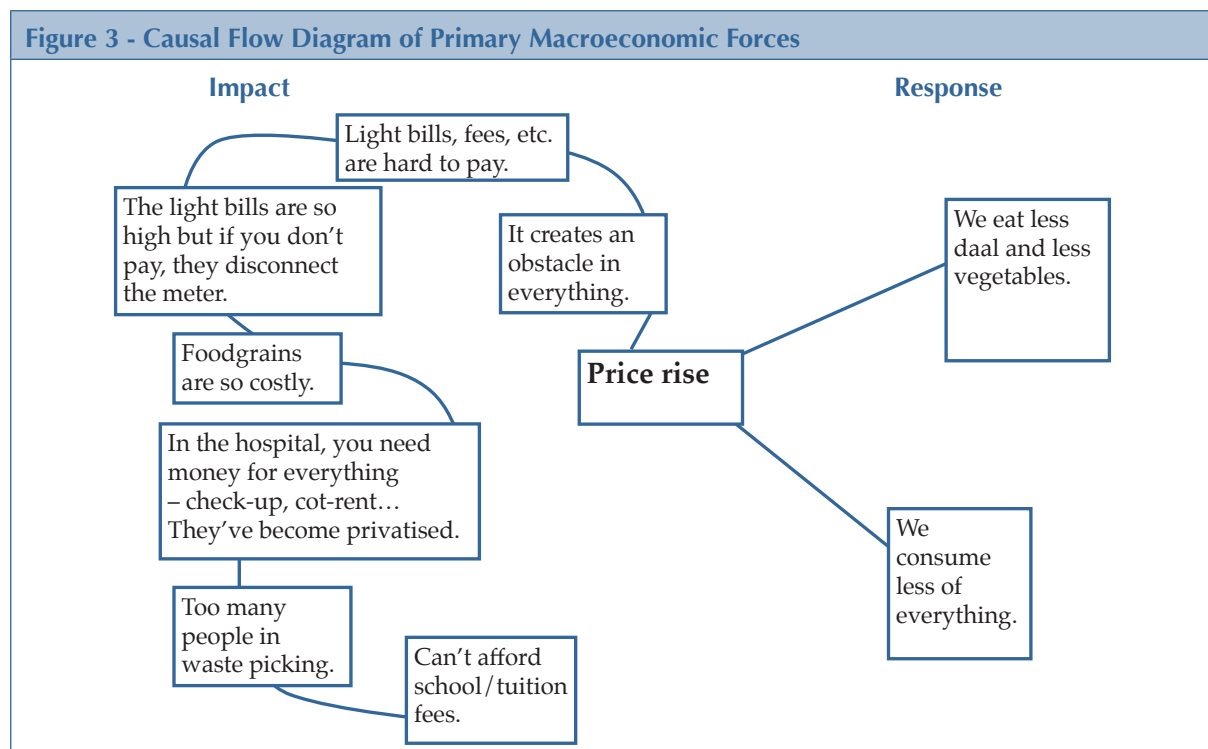 Figure 3 - Causal Flow Diagram of Primary Macroeconomic Forces
Impact
Response
Light bills, fees, etc.
are hard to pay.
The light bills are so
high but if you don’t
pay, they disconnect
the meter.
It creates an
obstacle in
everything.
We eat less
daal and less
vegetables.
Foodgrains
are so costly.
Price rise
In the hospital, you need
money for everything
– check-up, cot-rent…
They’ve become privatised.
We
consume
less of
everything.
Too many
people in
waste picking.
Can’t afford
school/tuition
fees.